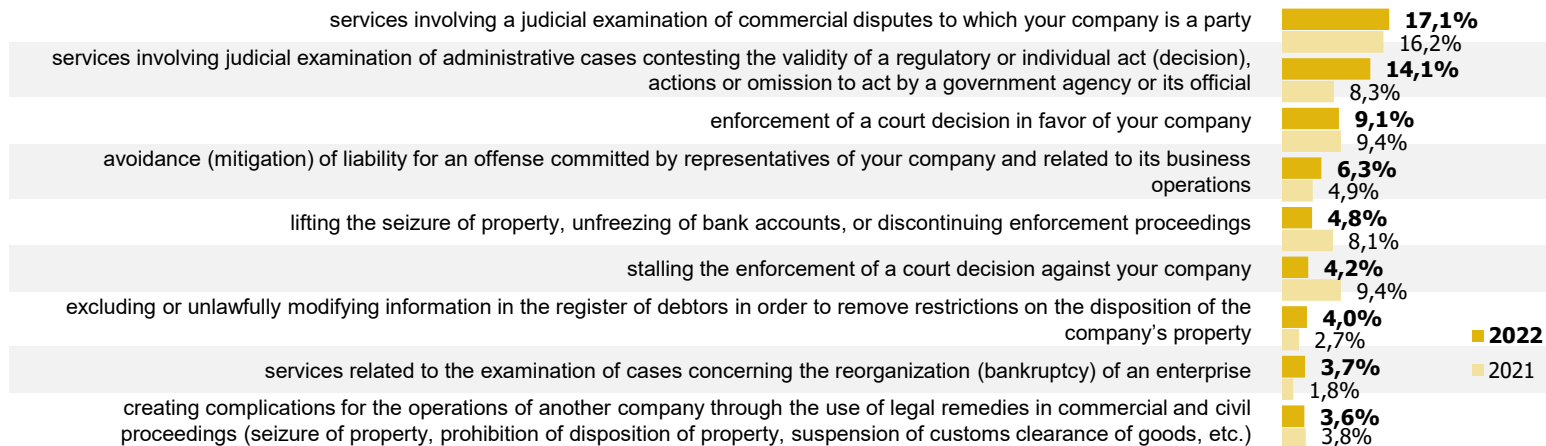 services involving a judicial examination of commercial disputes to which your company is a party
17,1%
16,2%
services involving judicial examination of administrative cases contesting the validity of a regulatory or individual act (decision),
actions or omission to act by a government agency or its official
14,1%
8,3%
enforcement of a court decision in favor of your company
9,1%
9,4%
avoidance (mitigation) of liability for an offense committed by representatives of your company and related to its business
operations
6,3%
4,9%
lifting the seizure of property, unfreezing of bank accounts, or discontinuing enforcement proceedings
4,8%
8,1%
stalling the enforcement of a court decision against your company
4,2%
9,4%
excluding or unlawfully modifying information in the register of debtors in order to remove restrictions on the disposition of the
company’s property
4,0%
2,7%
services related to the examination of cases concerning the reorganization (bankruptcy) of an enterprise
3,7%
1,8%
creating complications for the operations of another company through the use of legal remedies in commercial and civil
proceedings (seizure of property, prohibition of disposition of property, suspension of customs clearance of goods, etc.)
3,6%
3,8%
2022
2021